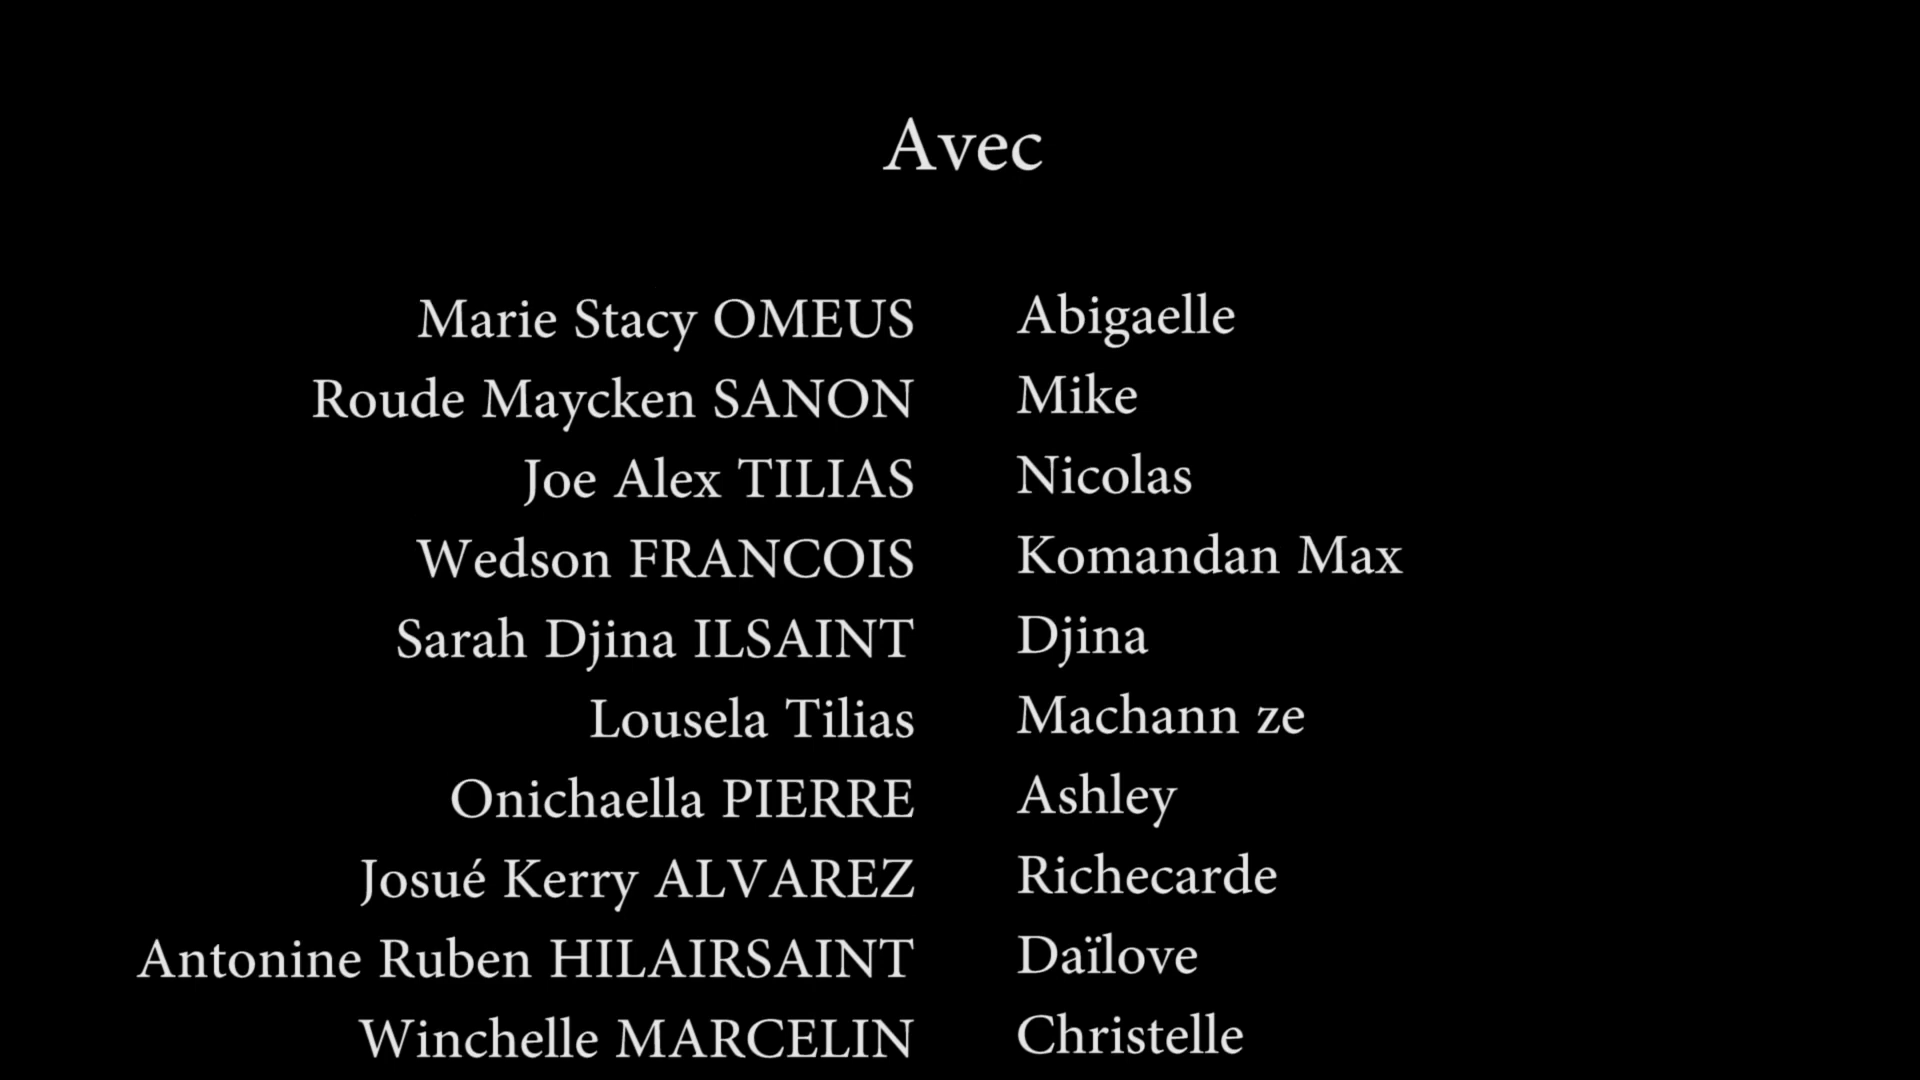 Avec
Marie Stacy OMEUS Abigaelle
Roude Maycken SANON Mike
Joe Alex TILIAS Nicolas
Wedson FRANCOIS Komandan Max
Sarah Djina ILSAINT Djina
Lousela Tilias Machann ze
Onichaella PIERRE Ashley
Josué Kerry ALVAREZ Richecarde
Antonine Ruben HILAIRSAINT Daïlove
Winchelle MARCELIN Christelle